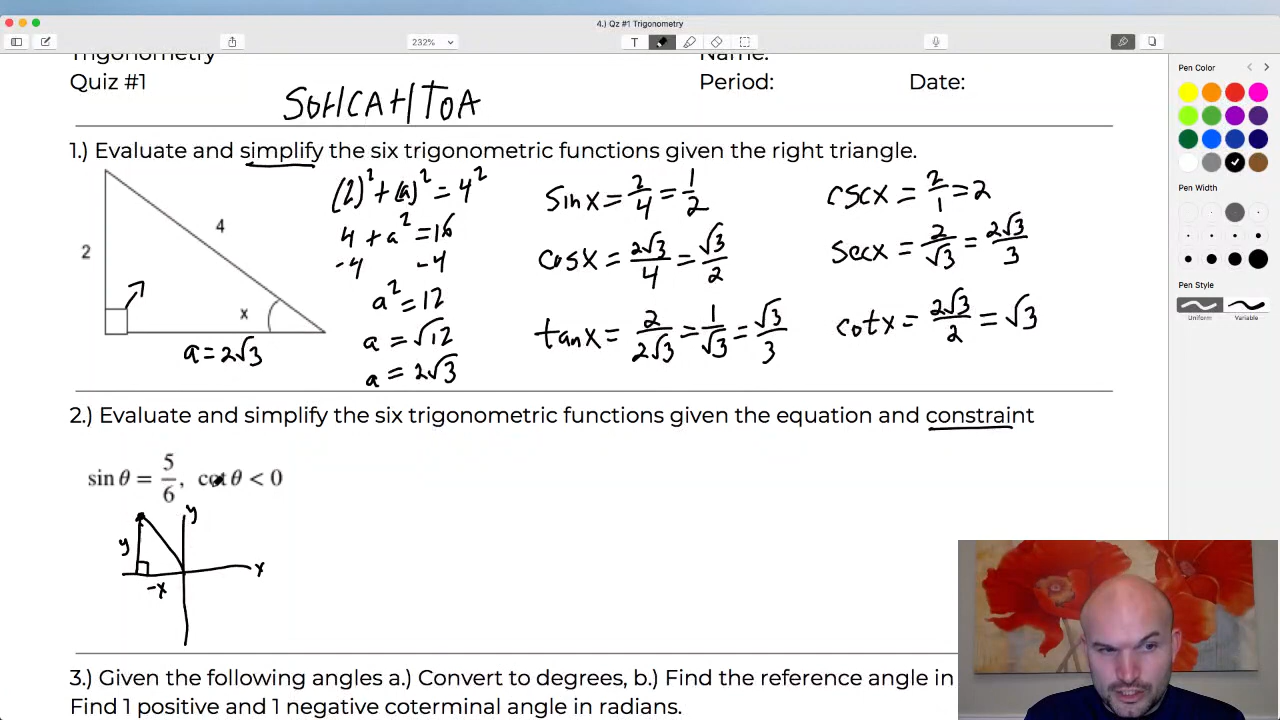 4.) Qz #1 Trigonometry
232%
T
Trigonometry
Name:
Quiz #1
Period:
Date:
SOH/CAH/TOA
1.) Evaluate and simplify the six trigonometric functions given the right triangle.
2
4
x
a = 2√3
(2)² + (a)² = 4²
4 + a² = 16
-4 -4
a² = 12
a = √12
a = 2√3
sin x = 2/4 = 1/2
cos x = 2√3/4 = √3/2
tan x = 2/2√3 = 1/√3 = √3/3
csc x = 2/1 = 2
sec x = 2/√3 = 2√3/3
cot x = 2√3/2 = √3
2.) Evaluate and simplify the six trigonometric functions given the equation and constraint
sin θ = 5/6, cot θ < 0
y
y
x
-x
3.) Given the following angles a.) Convert to degrees, b.) Find the reference angle in
Find 1 positive and 1 negative coterminal angle in radians.
Pen Color
Pen Width
Pen Style
Uniform
Variable